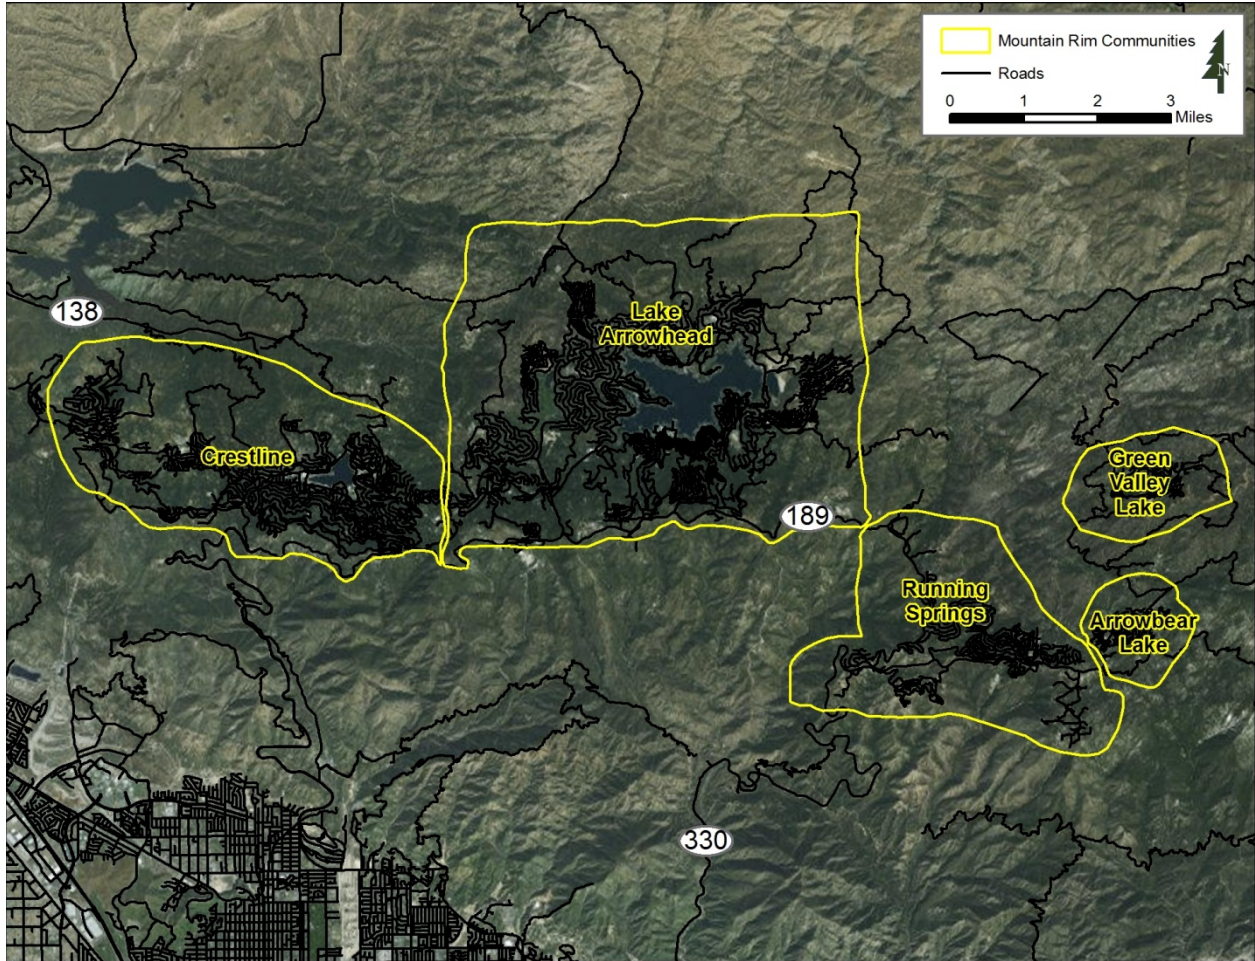 Mountain Rim Communities
N
Roads
0 1 2 3
Miles
138
Lake
Arrowhead
Crestline
Green
Valley
Lake
189
Running
Springs
Arrowbear
Lake
330